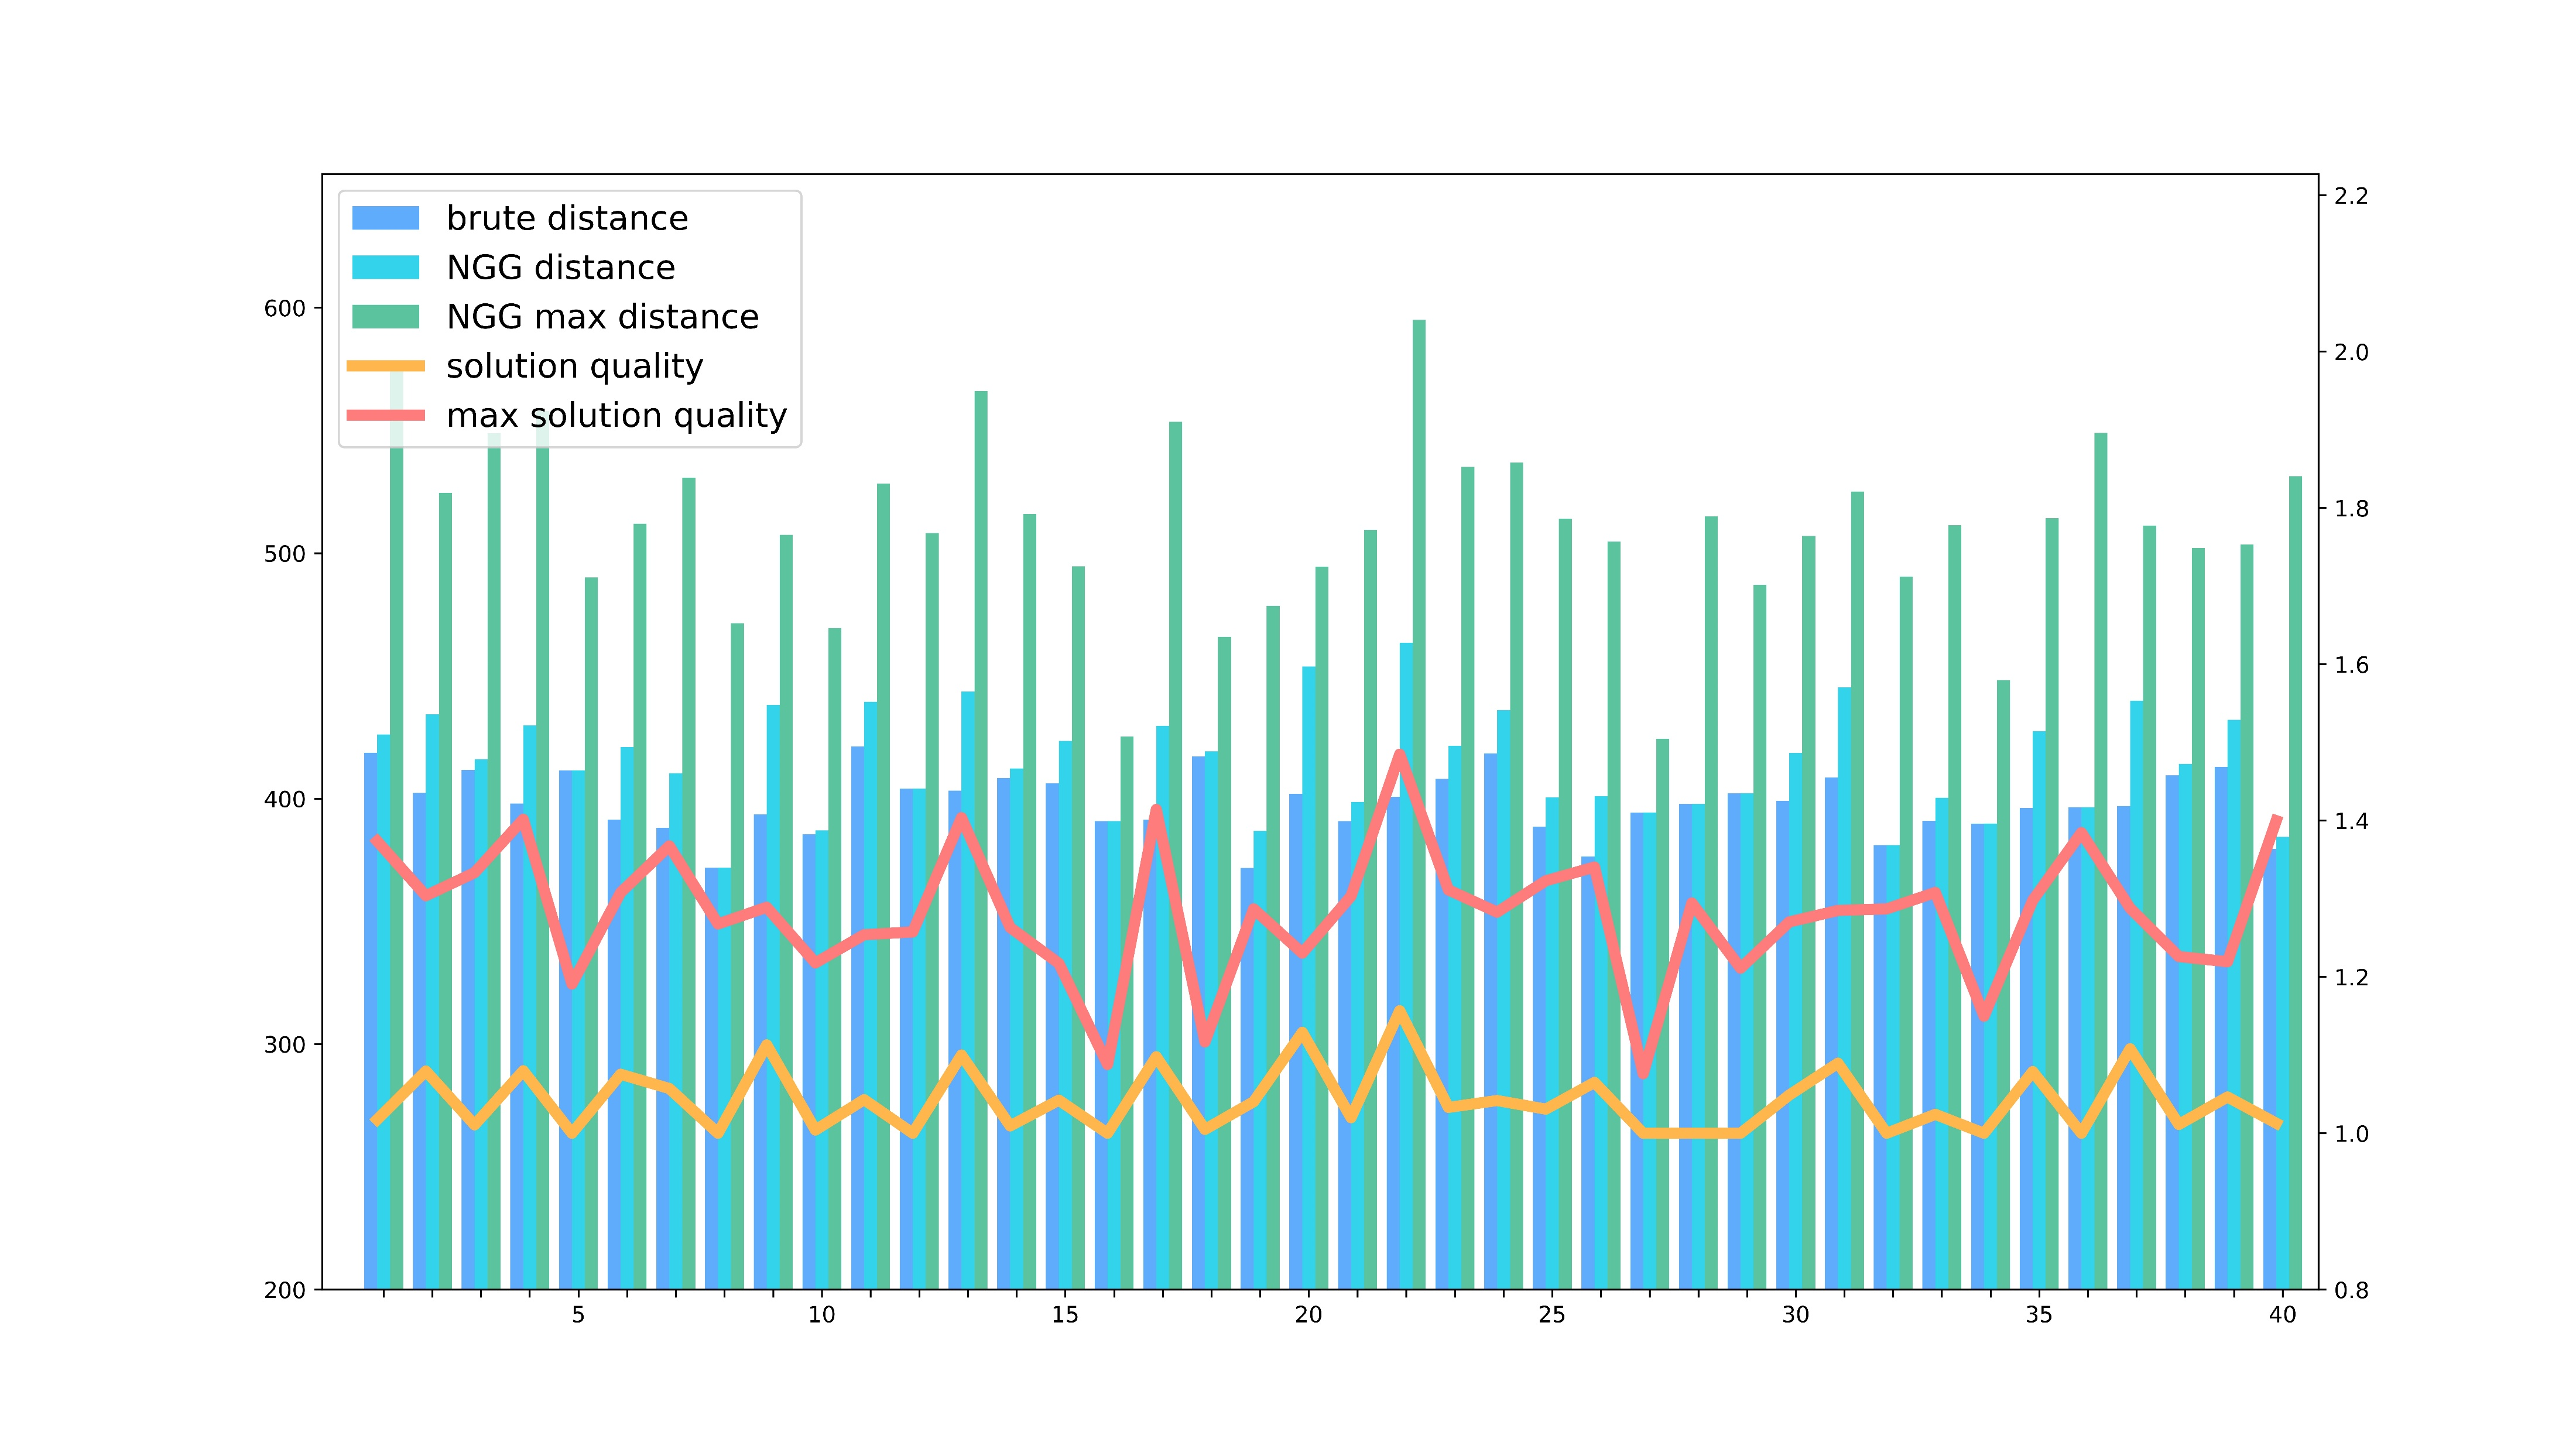 brute distance
NGG distance
NGG max distance
solution quality
max solution quality
600
500
400
300
200
2.2
2.0
1.8
1.6
1.4
1.2
1.0
0.8
5 10 15 20 25 30 35 40